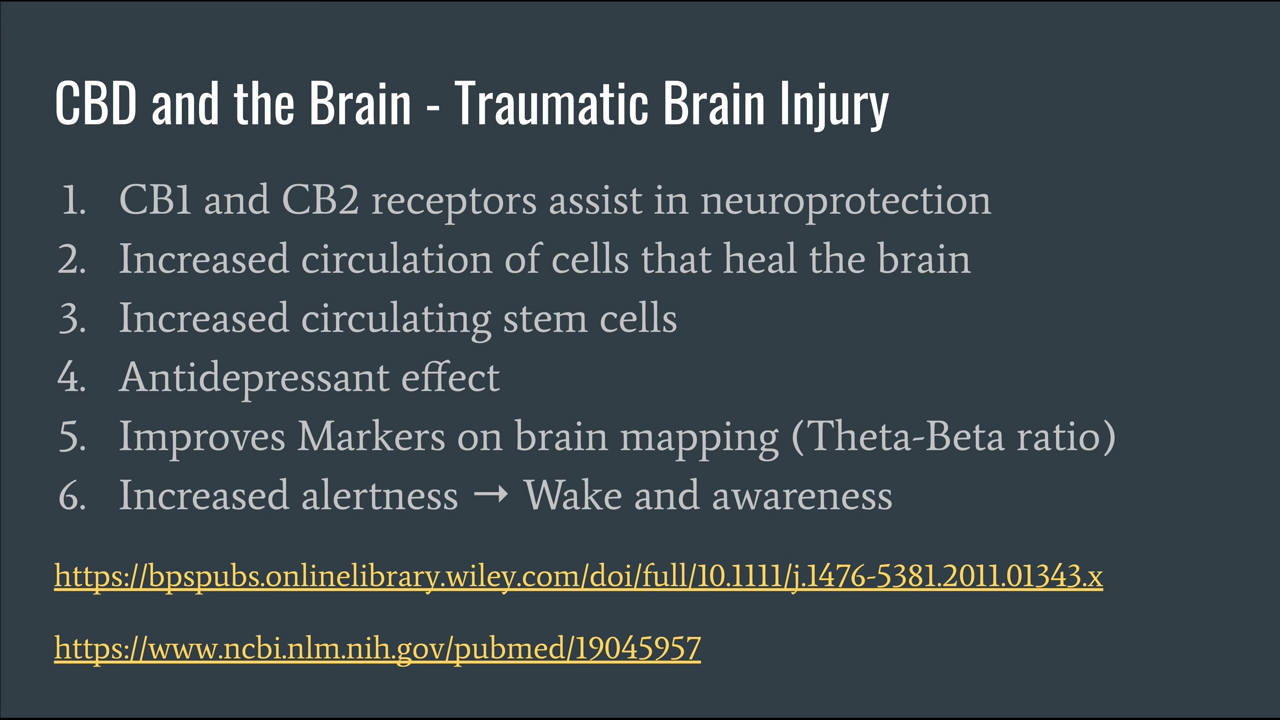 CBD and the Brain - Traumatic Brain Injury
1. CB1 and CB2 receptors assist in neuroprotection
2. Increased circulation of cells that heal the brain
3. Increased circulating stem cells
4. Antidepressant effect
5. Improves Markers on brain mapping (Theta-Beta ratio)
6. Increased alertness → Wake and awareness
https://bpspubs.onlinelibrary.wiley.com/doi/full/10.1111/j.1476-5381.2011.01343.x
https://www.ncbi.nlm.nih.gov/pubmed/19045957